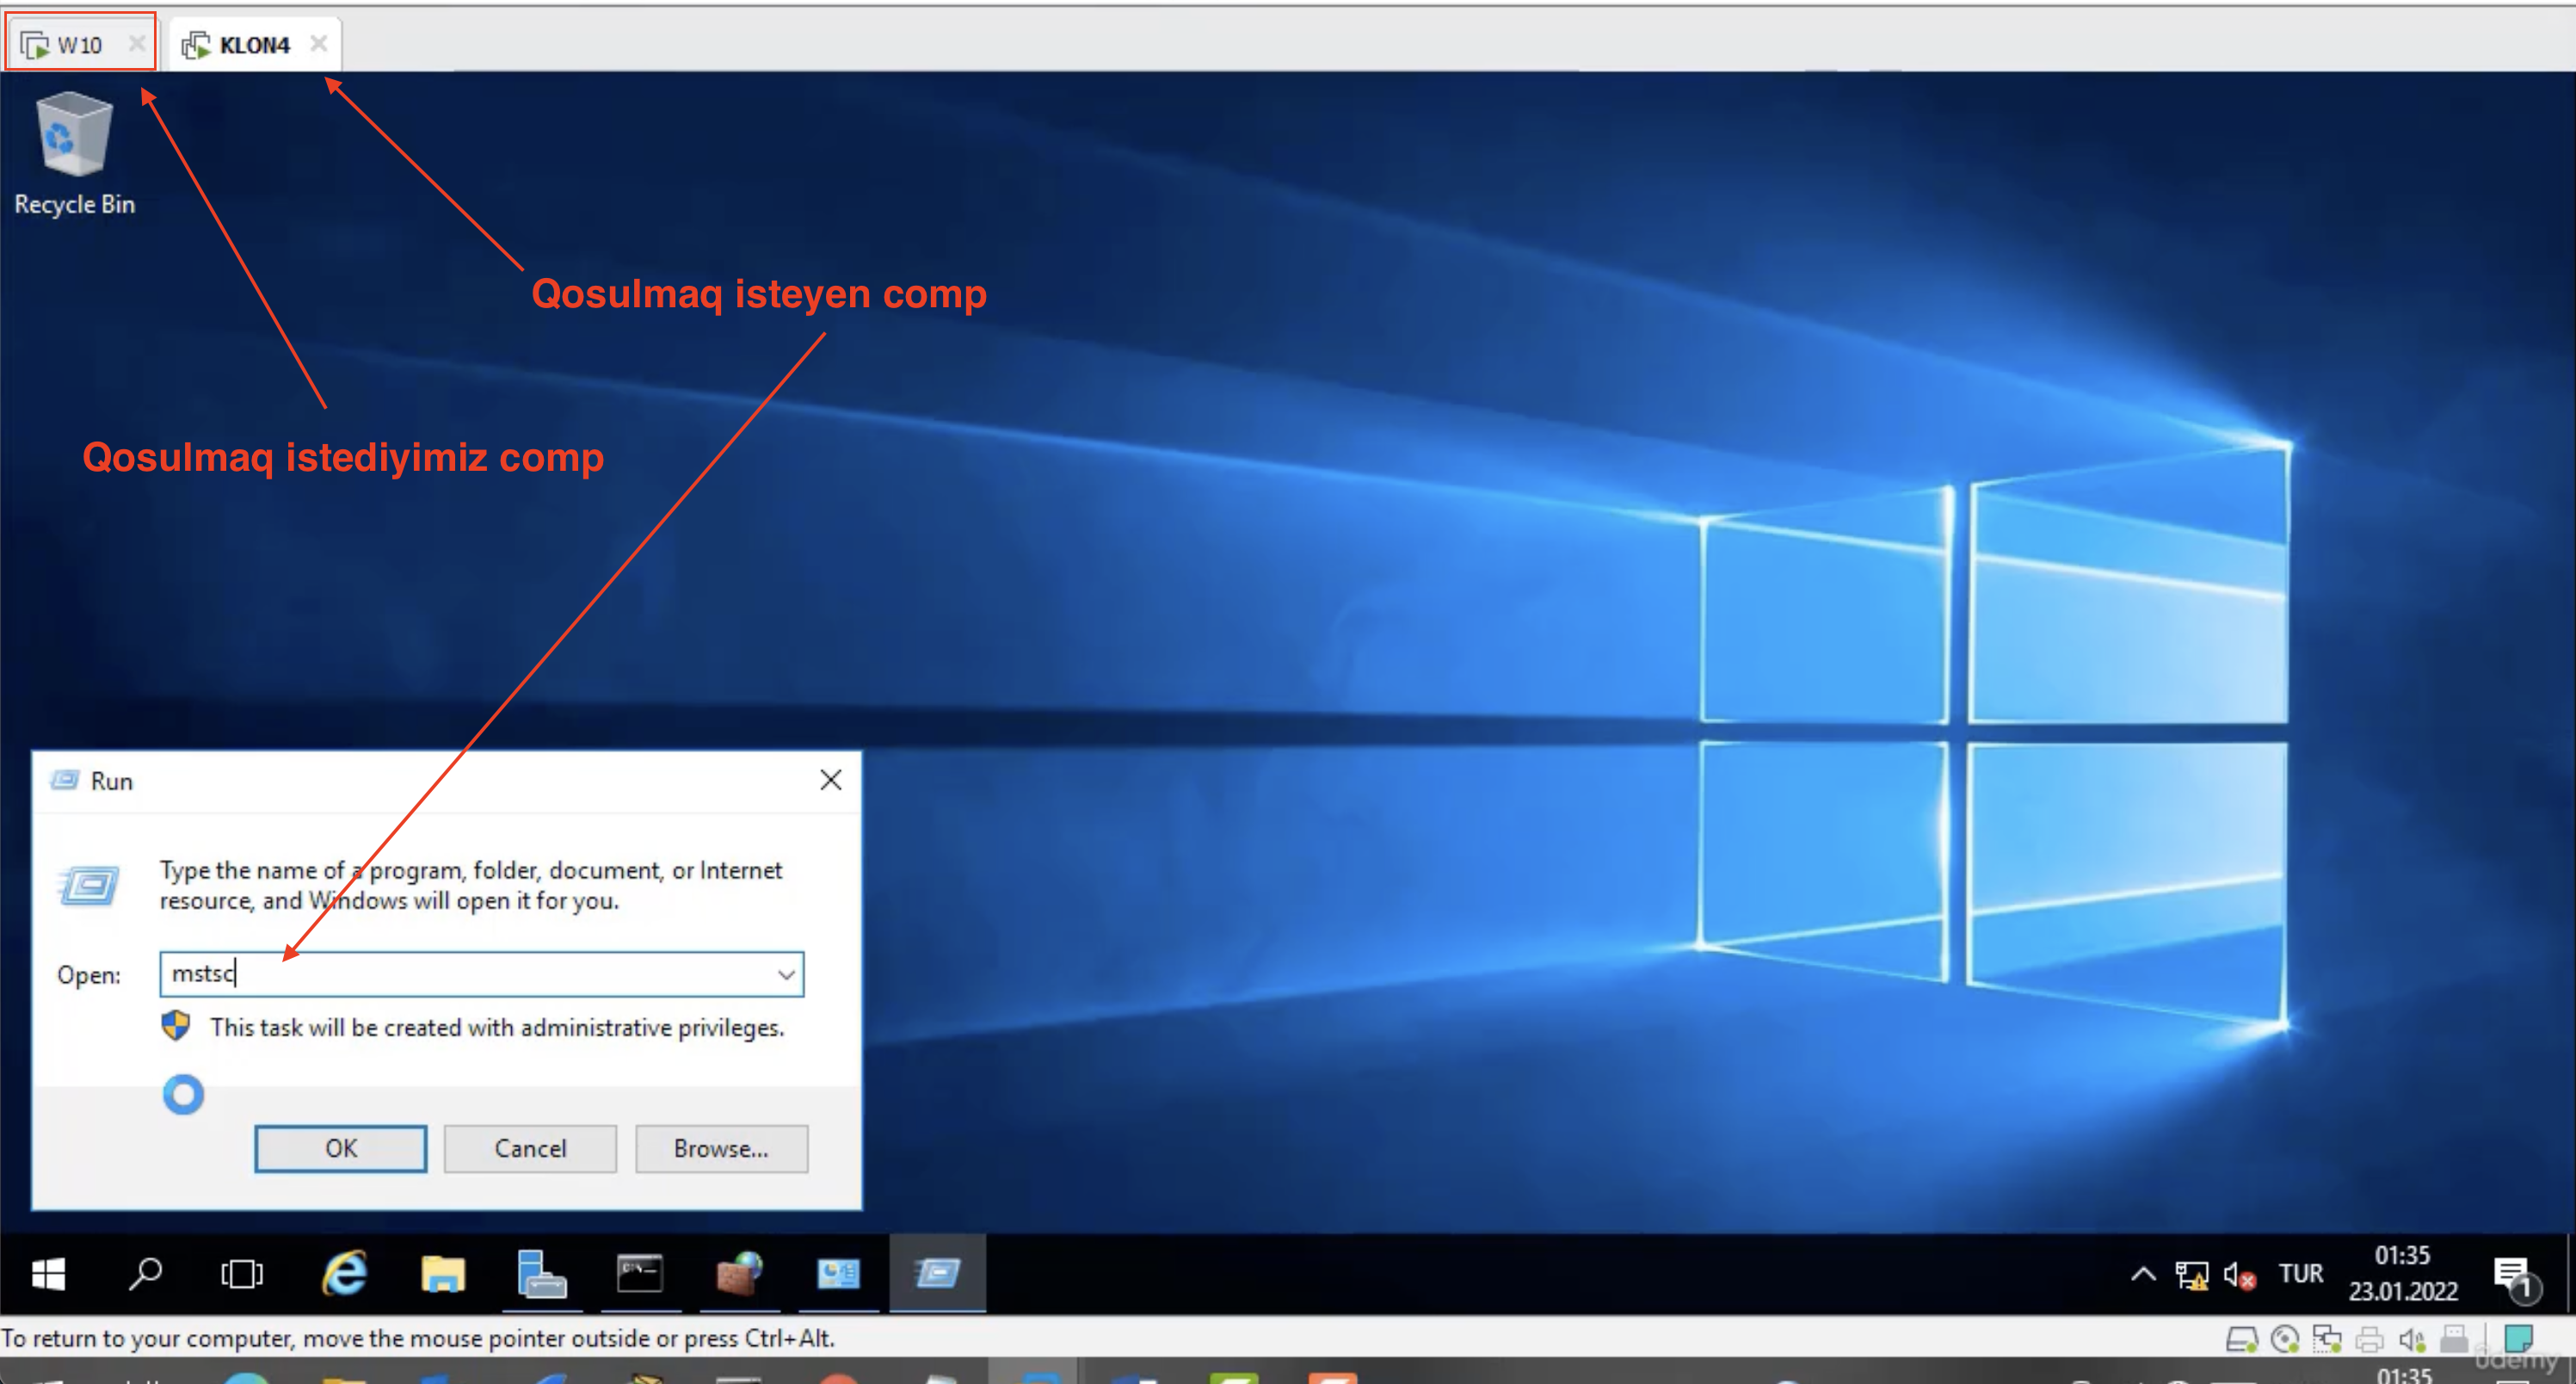 W10
KLON4
Recycle Bin
Qosulmaq isteyen comp
Qosulmaq istediyimiz comp
Run
Type the name of a program, folder, document, or Internet
resource, and Windows will open it for you.
Open:
mstsc
This task will be created with administrative privileges.
OK
Cancel
Browse...
TUR
01:35
23.01.2022
1
To return to your computer, move the mouse pointer outside or press Ctrl+Alt.
udemy
01:35